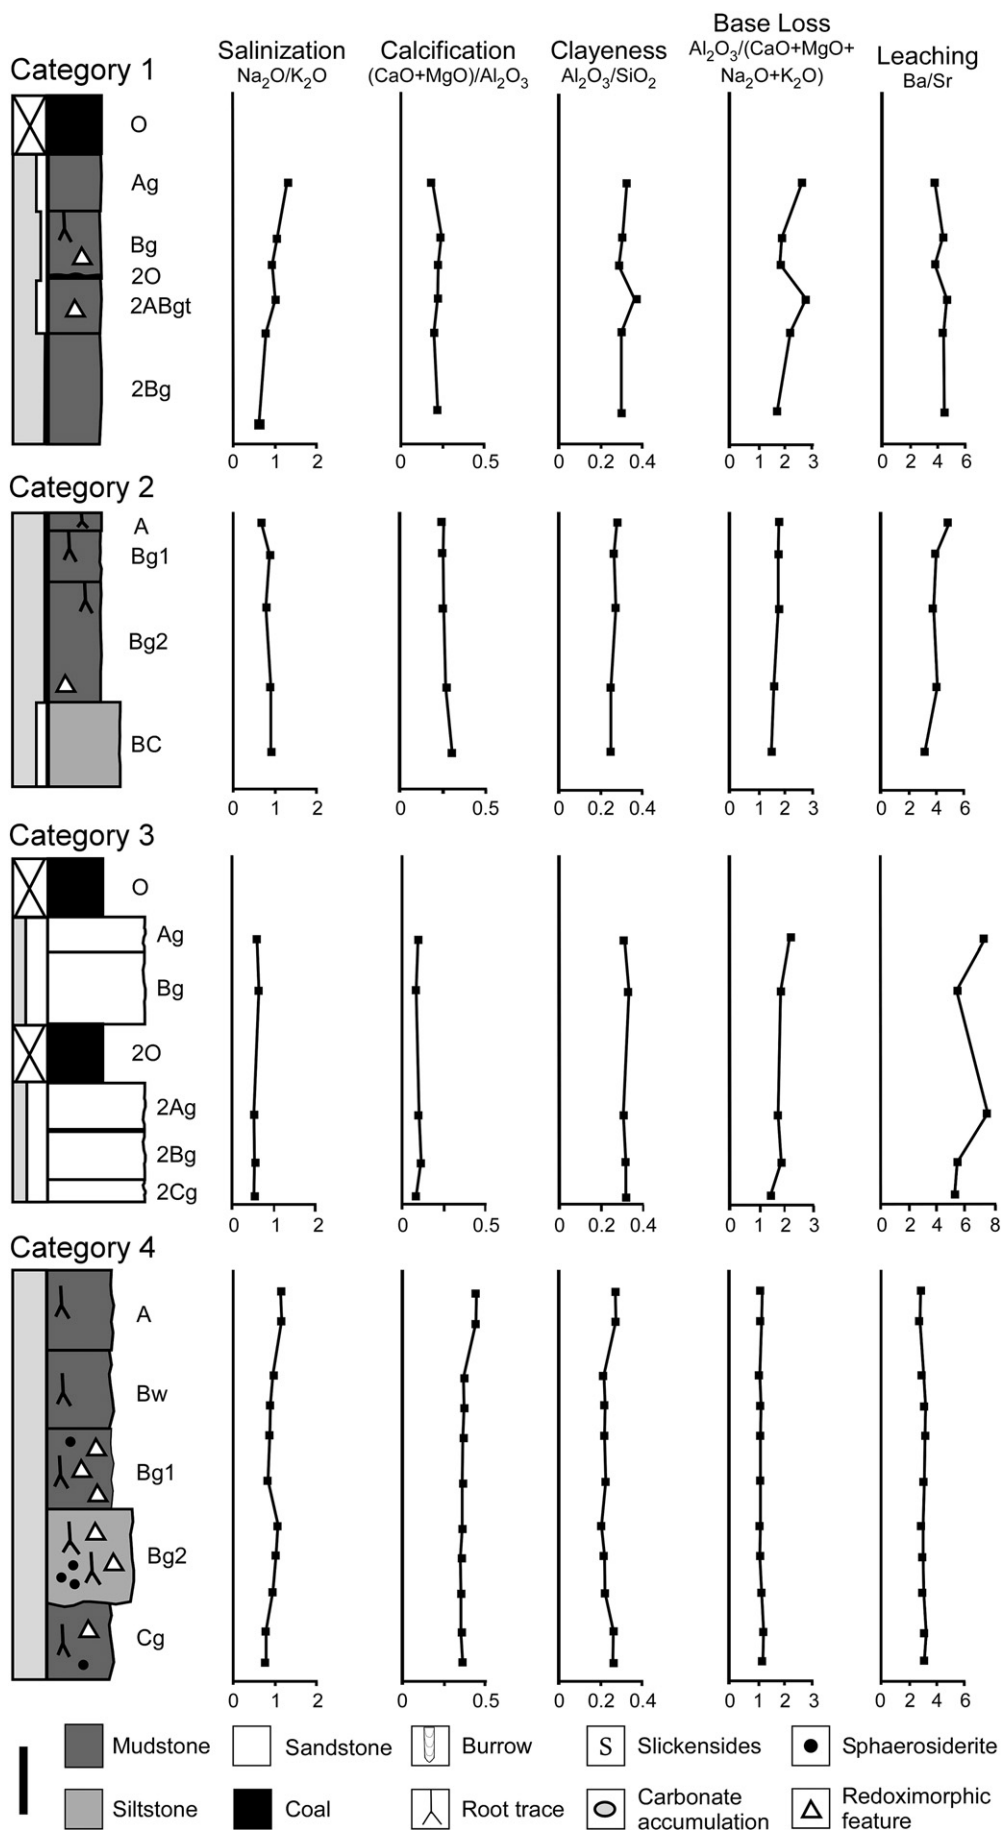 Category 1
Salinization
Na₂O/K₂O
Calcification
(CaO+MgO)/Al₂O₃
Clayeness
Al₂O₃/SiO₂
Base Loss
Al₂O₃/(CaO+MgO+
Na₂O+K₂O)
Leaching
Ba/Sr
O
Ag
Bg
2O
2ABgt
2Bg
0 1 2
0 0.5
0 0.2 0.4
0 1 2 3
0 2 4 6
Category 2
A
Bg1
Bg2
BC
0 1 2
0 0.5
0 0.2 0.4
0 1 2 3
0 2 4 6
Category 3
O
Ag
Bg
2O
2Ag
2Bg
2Cg
0 1 2
0 0.5
0 0.2 0.4
0 1 2 3
0 2 4 6 8
Category 4
A
Bw
Bg1
Bg2
Cg
0 1 2
0 0.5
0 0.2 0.4
0 1 2 3
0 2 4 6
Mudstone
Sandstone
Burrow
S Slickensides
Sphaerosiderite
Siltstone
Coal
Root trace
Carbonate
accumulation
Redoximorphic
feature